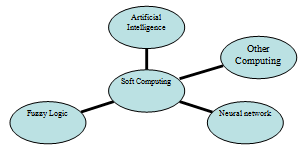 Artificial
Intelligence
Other
Computing
Soft Computing
Fuzzy Logic
Neural network